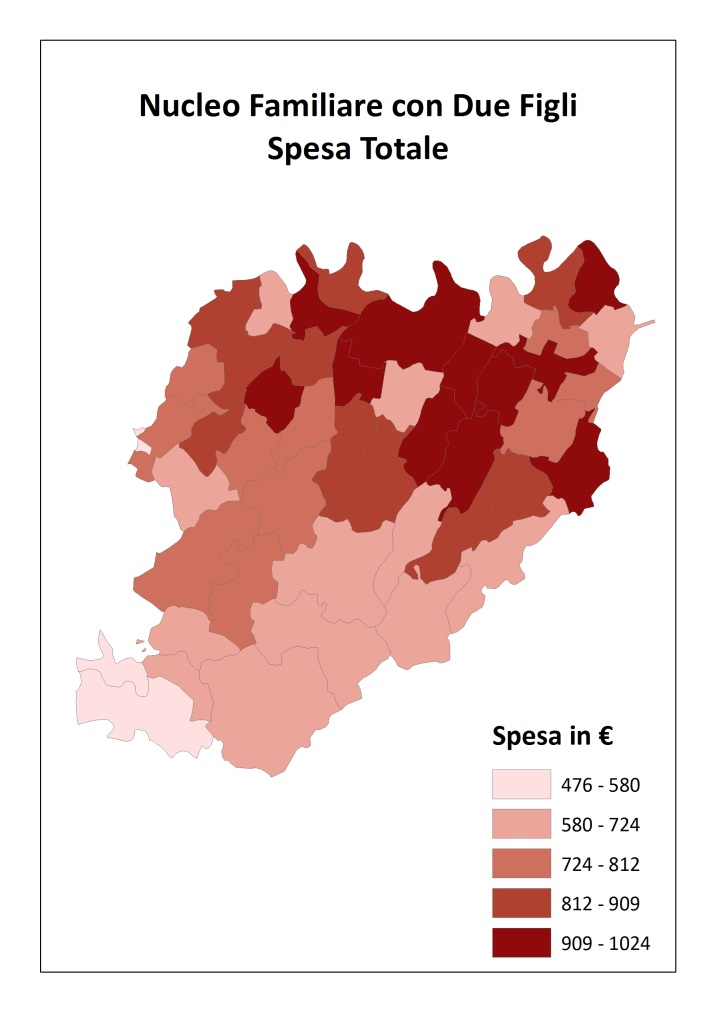 Nucleo Familiare con Due Figli
Spesa Totale
Spesa in €
476 - 580
580 - 724
724 - 812
812 - 909
909 - 1024